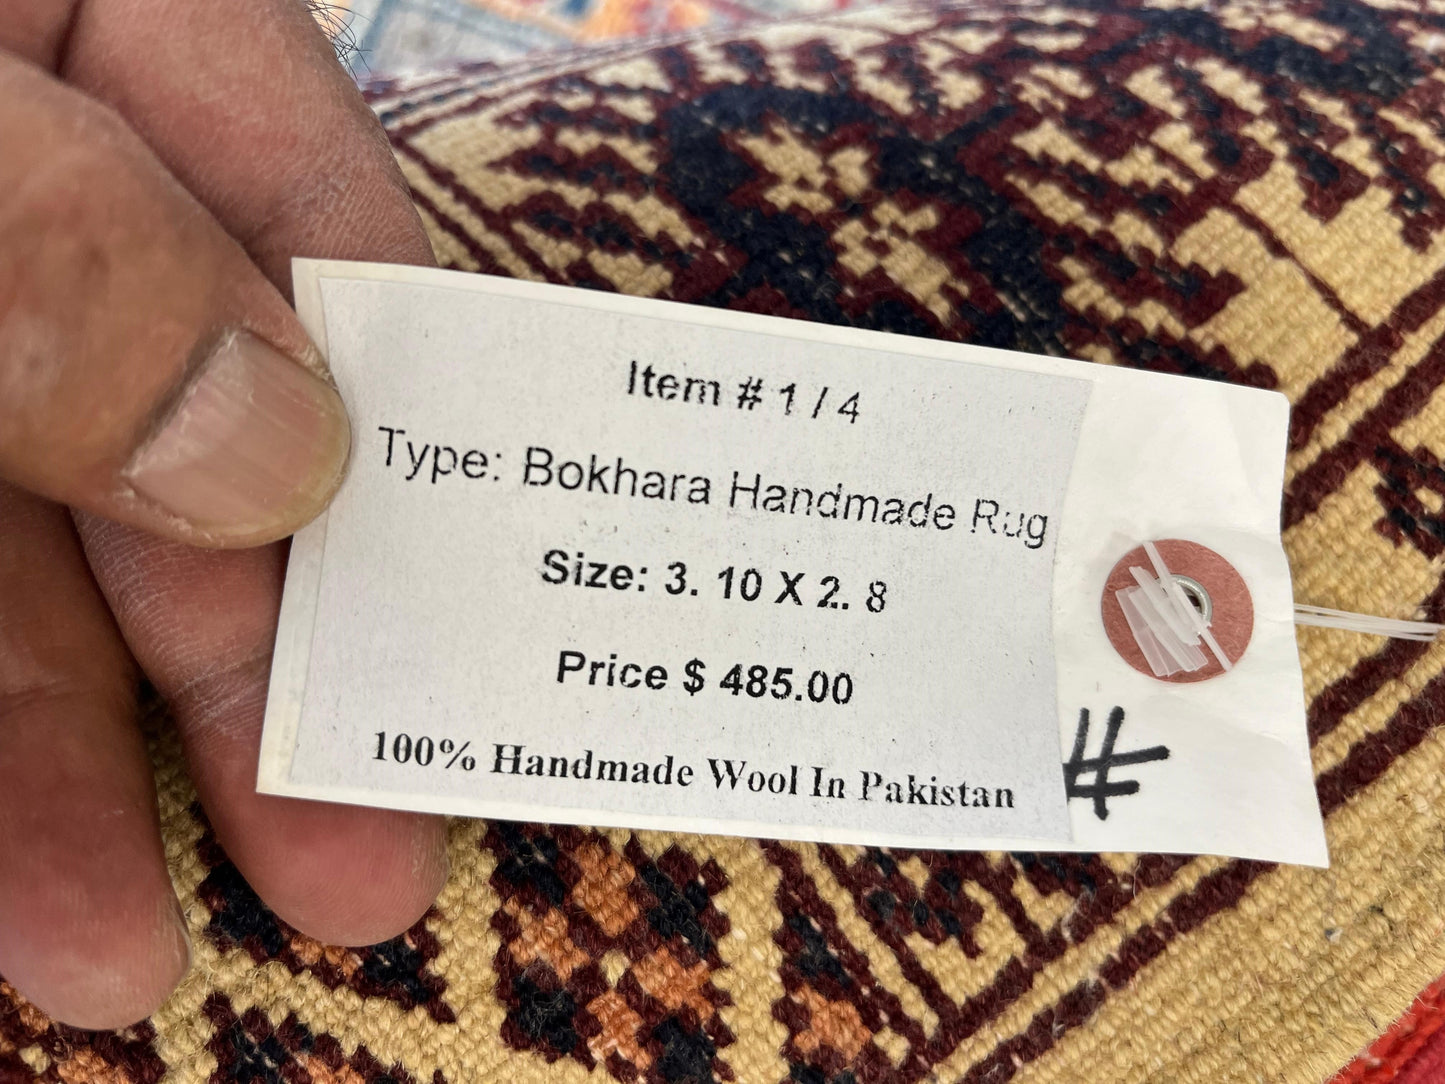 Item # 1 / 4
Type: Bokhara Handmade Rug
Size: 3. 10 X 2. 8
Price $ 485.00
100% Handmade Wool In Pakistan
#